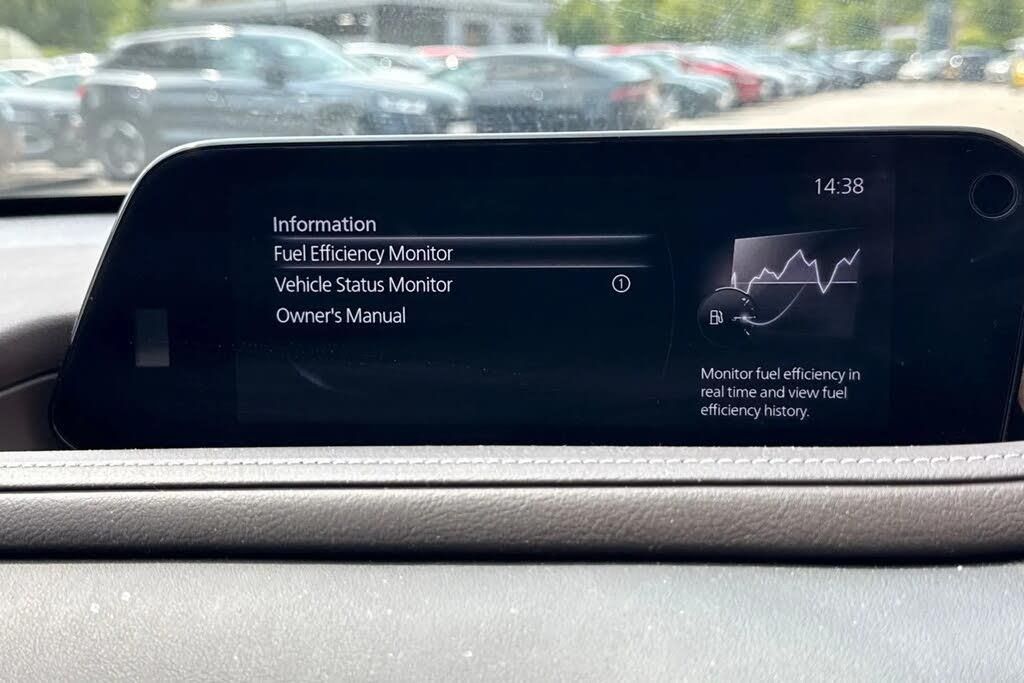 14:38
Information
Fuel Efficiency Monitor
Vehicle Status Monitor 1
Owner's Manual
Monitor fuel efficiency in
real time and view fuel
efficiency history.